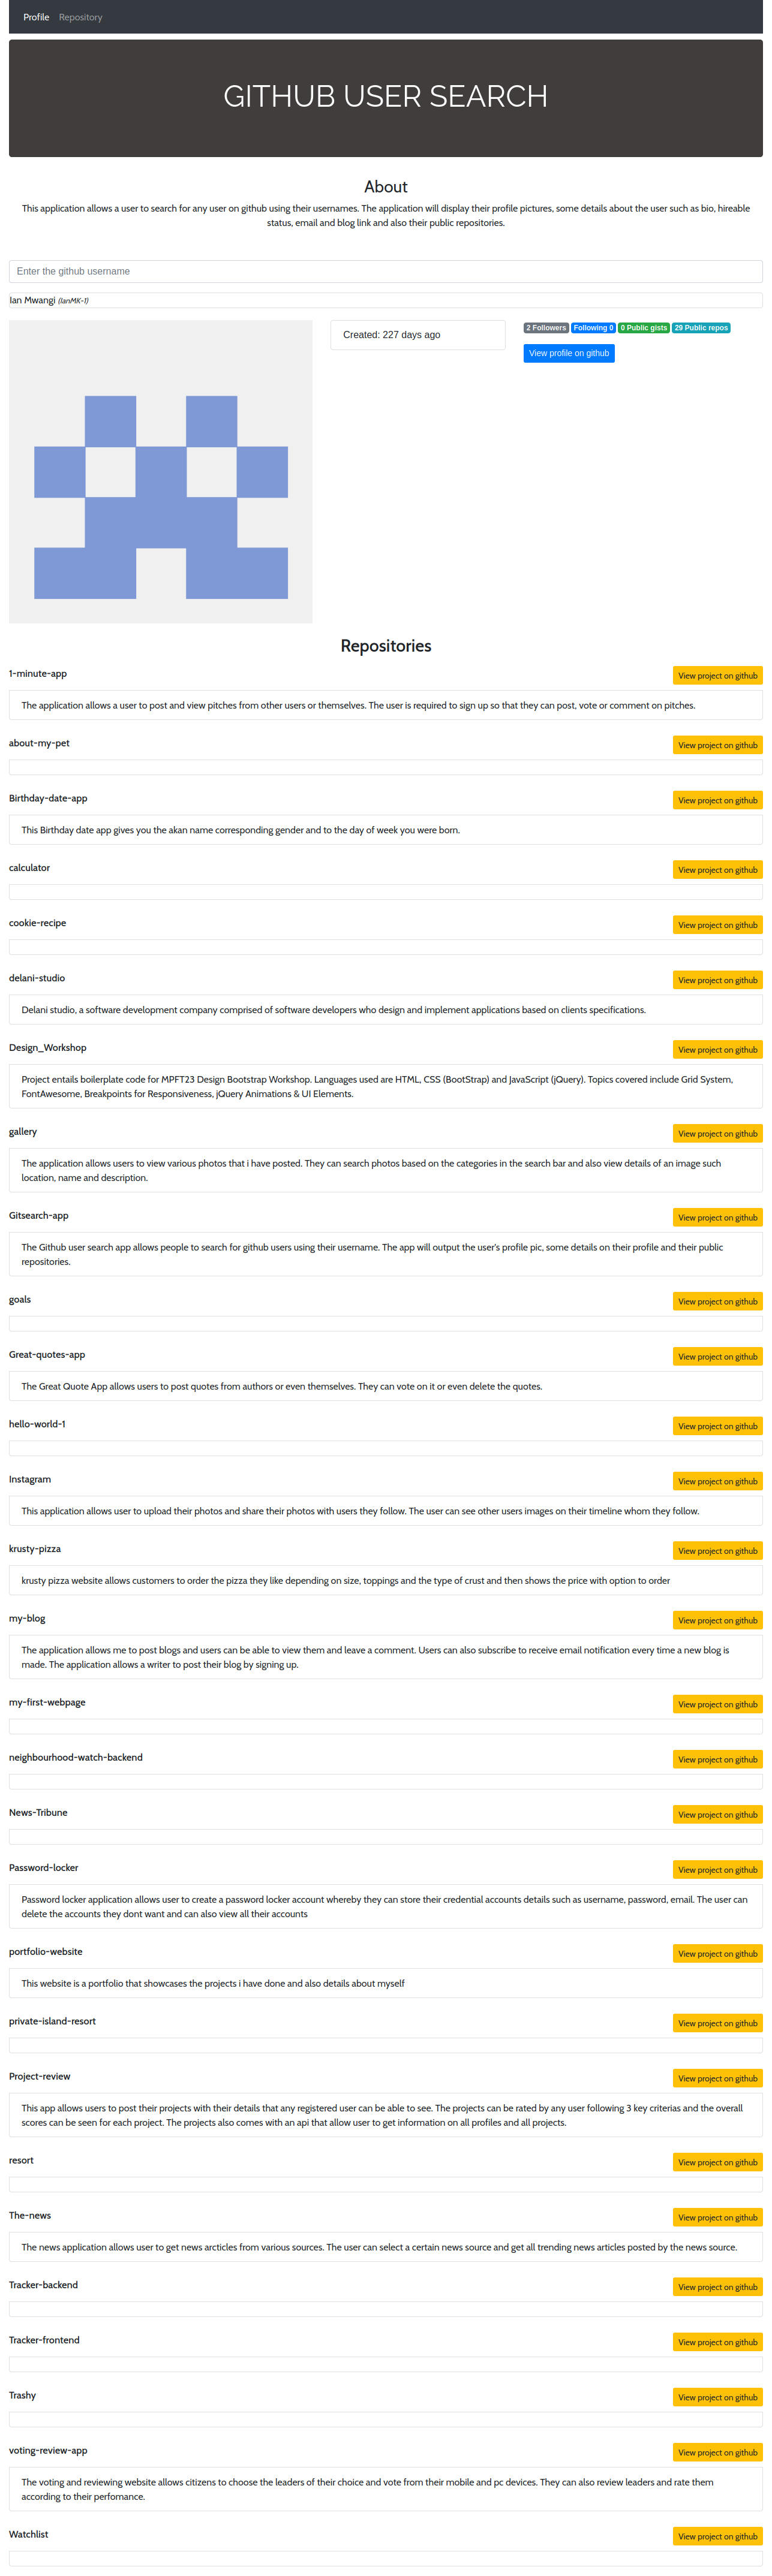 Profile Repository
GITHUB USER SEARCH
About
This application allows a user to search for any user on github using their usernames. The application will display their profile pictures, some details about the user such as bio, hireable
status, email and blog link and also their public repositories.
Enter the github username
Ian Mwangi (IanMK-1)
Created: 227 days ago
2 Followers Following 0 0 Public gists 29 Public repos
View profile on github
Repositories
1-minute-app View project on github
The application allows a user to post and view pitches from other users or themselves. The user is required to sign up so that they can post, vote or comment on pitches.
about-my-pet View project on github
Birthday-date-app View project on github
This Birthday date app gives you the akan name corresponding gender and to the day of week you were born.
calculator View project on github
cookie-recipe View project on github
delani-studio View project on github
Delani studio, a software development company comprised of software developers who design and implement applications based on clients specifications.
Design_Workshop View project on github
Project entails boilerplate code for MPFT23 Design Bootstrap Workshop. Languages used are HTML, CSS (BootStrap) and JavaScript (jQuery). Topics covered include Grid System,
FontAwesome, Breakpoints for Responsiveness, jQuery Animations & UI Elements.
gallery View project on github
The application allows users to view various photos that i have posted. They can search photos based on the categories in the search bar and also view details of an image such
location, name and description.
Gitsearch-app View project on github
The Github user search app allows people to search for github users using their username. The app will output the user's profile pic, some details on their profile and their public
repositories.
goals View project on github
Great-quotes-app View project on github
The Great Quote App allows users to post quotes from authors or even themselves. They can vote on it or even delete the quotes.
hello-world-1 View project on github
Instagram View project on github
This application allows user to upload their photos and share their photos with users they follow. The user can see other users images on their timeline whom they follow.
krusty-pizza View project on github
krusty pizza website allows customers to order the pizza they like depending on size, toppings and the type of crust and then shows the price with option to order
my-blog View project on github
The application allows me to post blogs and users can be able to view them and leave a comment. Users can also subscribe to receive email notification every time a new blog is
made. The application allows a writer to post their blog by signing up.
my-first-webpage View project on github
neighbourhood-watch-backend View project on github
News-Tribune View project on github
Password-locker View project on github
Password locker application allows user to create a password locker account whereby they can store their credential accounts details such as username, password, email. The user can
delete the accounts they dont want and can also view all their accounts
portfolio-website View project on github
This website is a portfolio that showcases the projects i have done and also details about myself
private-island-resort View project on github
Project-review View project on github
This app allows users to post their projects with their details that any registered user can be able to see. The projects can be rated by any user following 3 key criterias and the overall
scores can be seen for each project. The projects also comes with an api that allow user to get information on all profiles and all projects.
resort View project on github
The-news View project on github
The news application allows user to get news arcticles from various sources. The user can select a certain news source and get all trending news articles posted by the news source.
Tracker-backend View project on github
Tracker-frontend View project on github
Trashy View project on github
voting-review-app View project on github
The voting and reviewing website allows citizens to choose the leaders of their choice and vote from their mobile and pc devices. They can also review leaders and rate them
according to their perfomance.
Watchlist View project on github